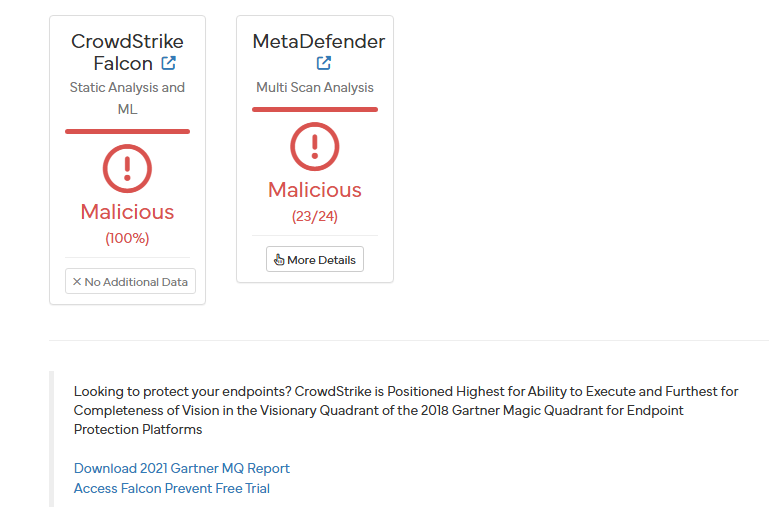 CrowdStrike
Falcon
Static Analysis and
ML
Malicious
(100%)
No Additional Data
MetaDefender
Multi Scan Analysis
Malicious
(23/24)
More Details
Looking to protect your endpoints? CrowdStrike is Positioned Highest for Ability to Execute and Furthest for
Completeness of Vision in the Visionary Quadrant of the 2018 Gartner Magic Quadrant for Endpoint
Protection Platforms
Download 2021 Gartner MQ Report
Access Falcon Prevent Free Trial